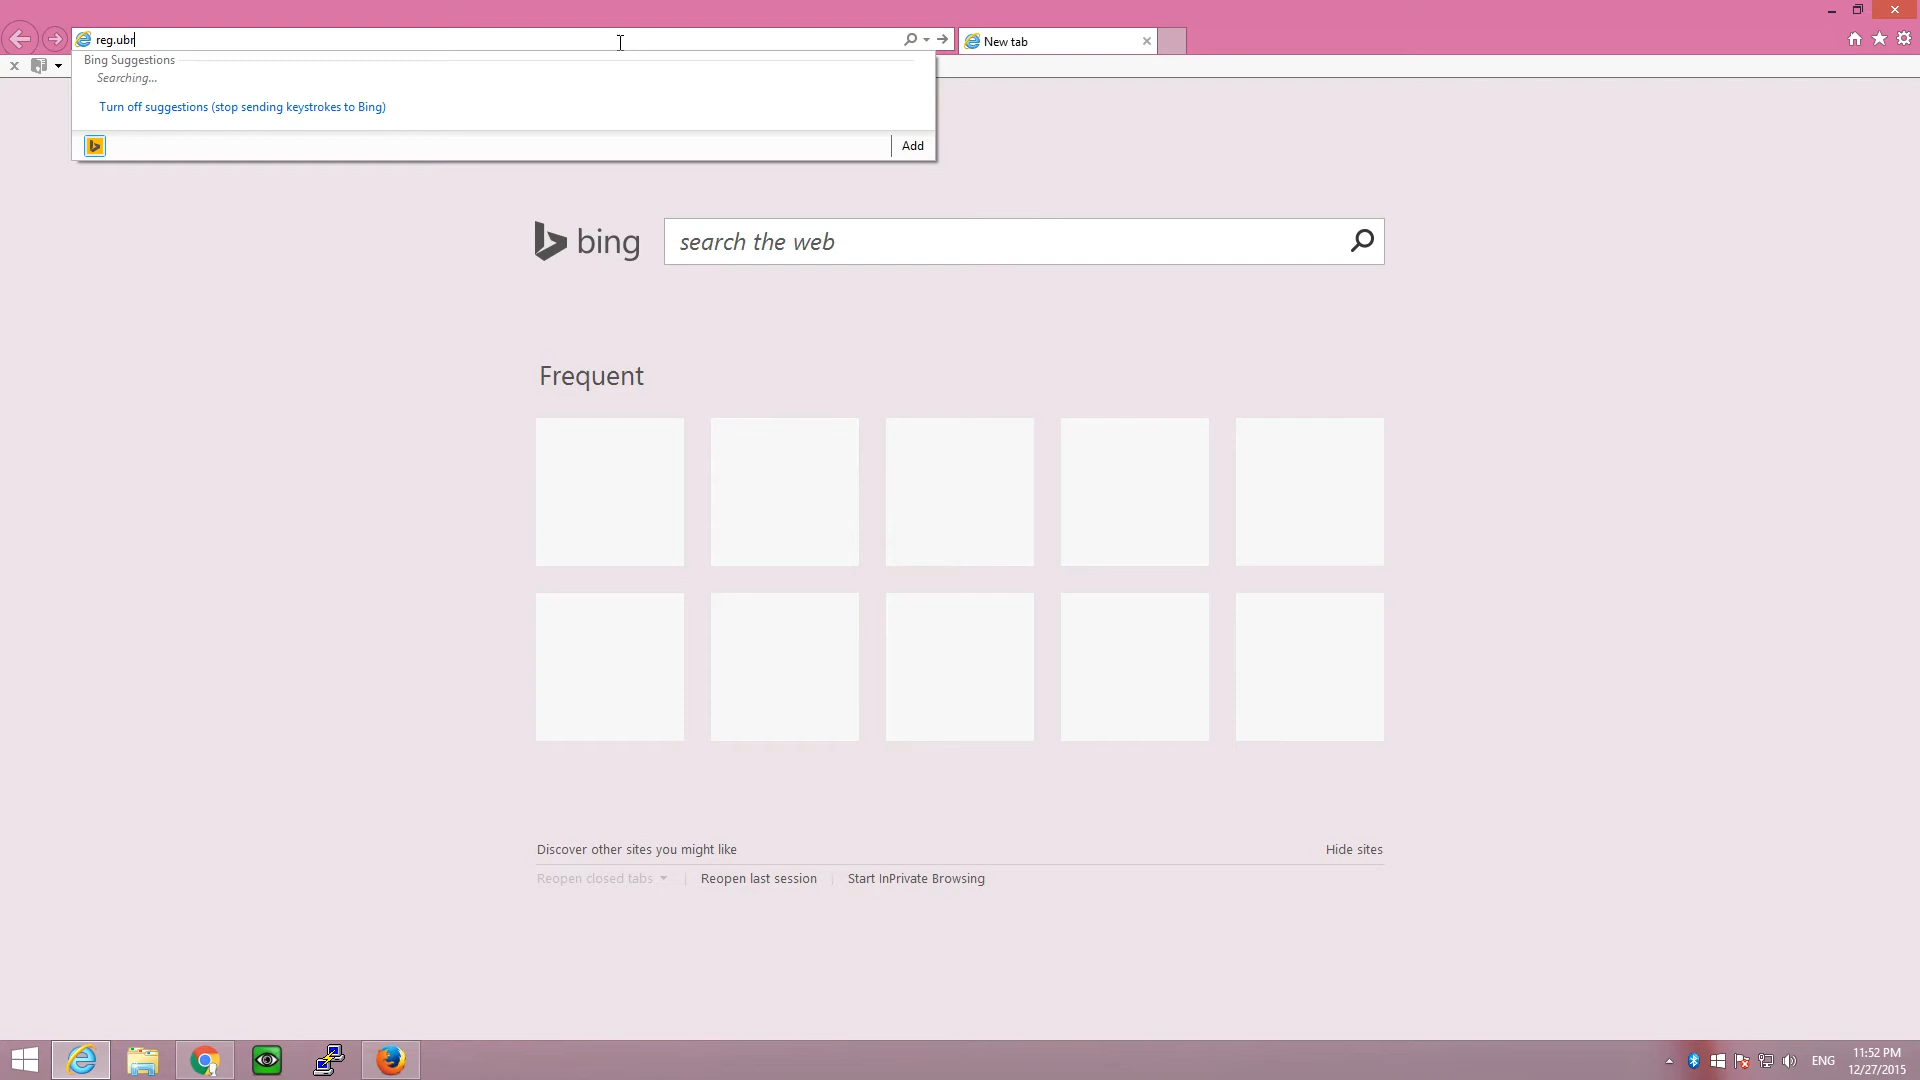 reg.ubr
New tab
Bing Suggestions
Searching...
Turn off suggestions (stop sending keystrokes to Bing)
Add
bing
search the web
Frequent
Discover other sites you might like
Hide sites
Reopen closed tabs
Reopen last session
Start InPrivate Browsing
ENG
11:52 PM
12/27/2015